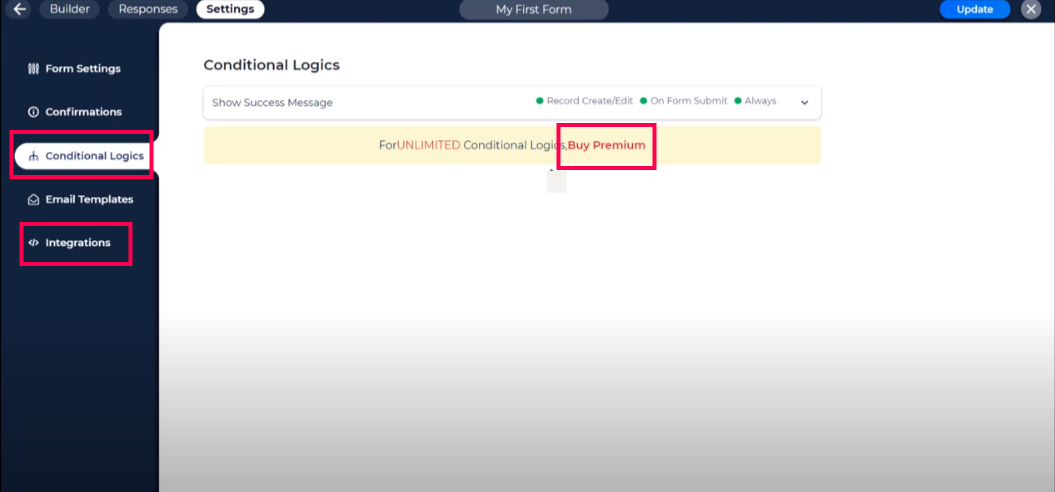 Builder Responses Settings My First Form Update
Form Settings
Confirmations
Conditional Logics
Email Templates
Integrations
Conditional Logics
Show Success Message Record Create/Edit On Form Submit Always
ForUNLIMITED Conditional Logics,Buy Premium